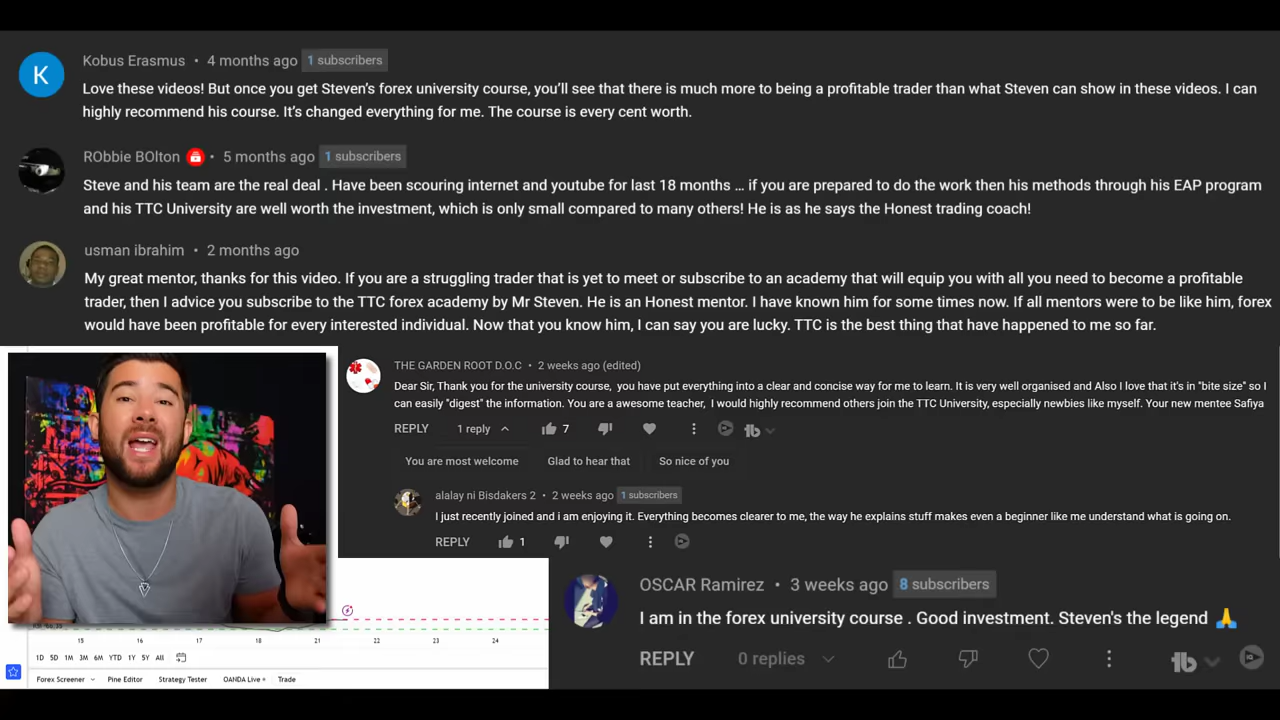 K
Kobus Erasmus • 4 months ago 1 subscribers
Love these videos! But once you get Steven's forex university course, you'll see that there is much more to being a profitable trader than what Steven can show in these videos. I can
highly recommend his course. It's changed everything for me. The course is every cent worth.
RObbie BOlton • 5 months ago 1 subscribers
Steve and his team are the real deal . Have been scouring internet and youtube for last 18 months … if you are prepared to do the work then his methods through his EAP program
and his TTC University are well worth the investment, which is only small compared to many others! He is as he says the Honest trading coach!
usman ibrahim • 2 months ago
My great mentor, thanks for this video. If you are a struggling trader that is yet to meet or subscribe to an academy that will equip you with all you need to become a profitable
trader, then I advice you subscribe to the TTC forex academy by Mr Steven. He is an Honest mentor. I have known him for some times now. If all mentors were to be like him, forex
would have been profitable for every interested individual. Now that you know him, I can say you are lucky. TTC is the best thing that have happened to me so far.
THE GARDEN ROOT D.O.C • 2 weeks ago (edited)
Dear Sir, Thank you for the university course, you have put everything into a clear and concise way for me to learn. It is very well organised and Also I love that it's in "bite size" so I
can easily "digest" the information. You are a awesome teacher, I would highly recommend others join the TTC University, especially newbies like myself. Your new mentee Safiya
REPLY 1 reply 7 tb
You are most welcome Glad to hear that So nice of you
alalay ni Bisdakers 2 • 2 weeks ago 1 subscribers
I just recently joined and i am enjoying it. Everything becomes clearer to me, the way he explains stuff makes even a beginner like me understand what is going on.
REPLY 1
OSCAR Ramirez • 3 weeks ago 8 subscribers
I am in the forex university course . Good investment. Steven's the legend 🙏
REPLY 0 replies tb
15 16 17 18 21 22 23 24
1D 5D 1M 3M 6M YTD 1Y 5Y All
Forex Screener Pine Editor Strategy Tester OANDA Live Trade